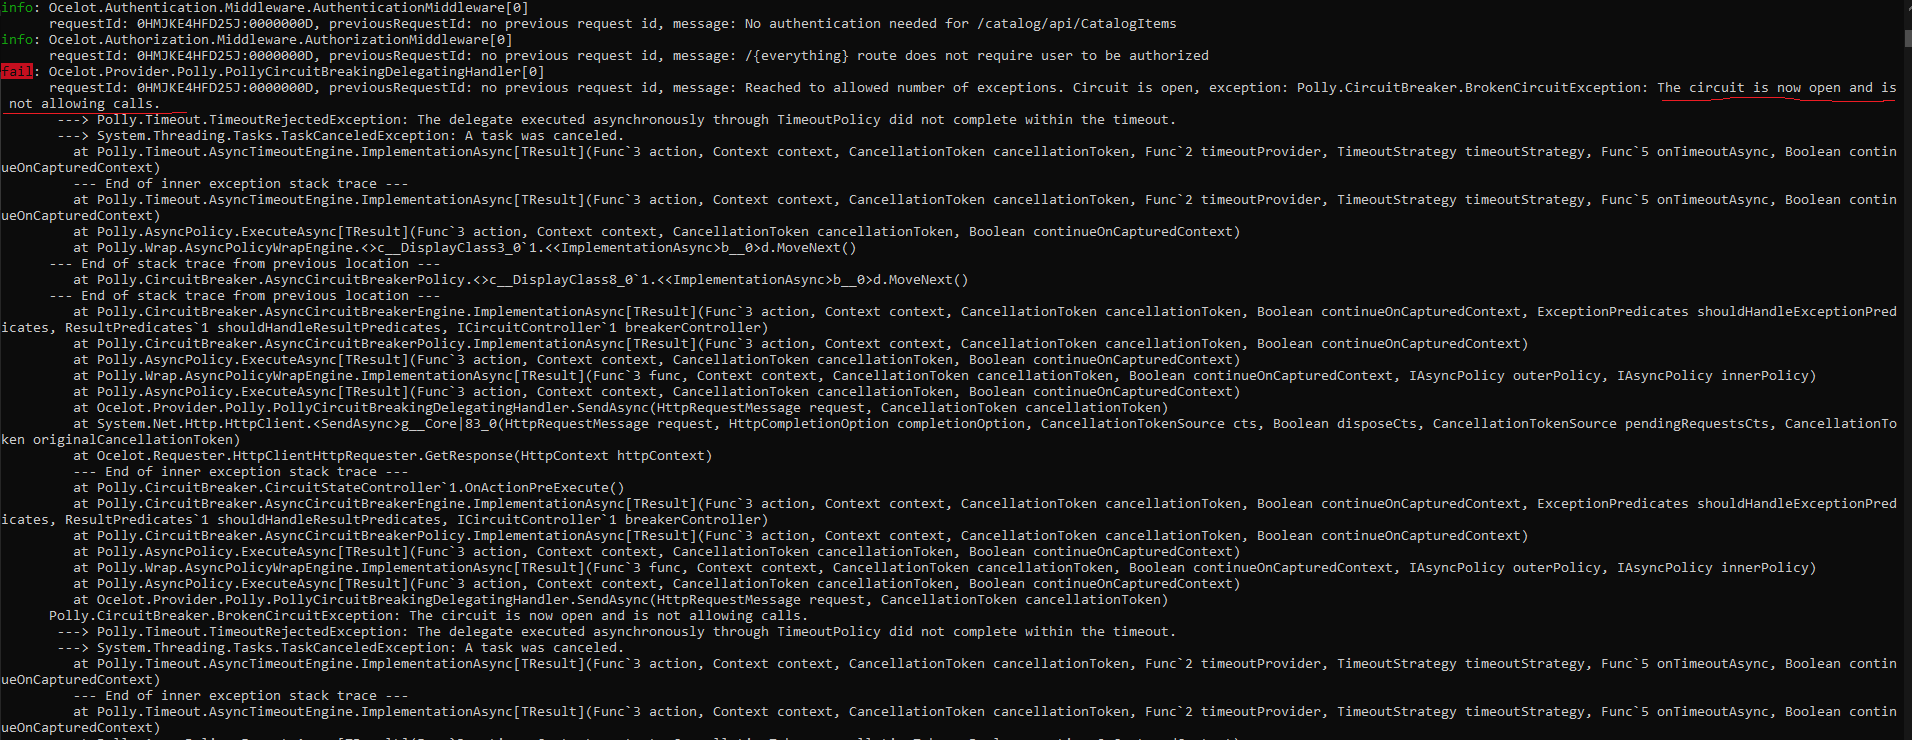 info: Ocelot.Authentication.Middleware.AuthenticationMiddleware[0]
requestId: 0HMJKE4HFD25J:0000000D, previousRequestId: no previous request id, message: No authentication needed for /catalog/api/CatalogItems
info: Ocelot.Authorization.Middleware.AuthorizationMiddleware[0]
requestId: 0HMJKE4HFD25J:0000000D, previousRequestId: no previous request id, message: /{everything} route does not require user to be authorized
fail: Ocelot.Provider.Polly.PollyCircuitBreakingDelegatingHandler[0]
requestId: 0HMJKE4HFD25J:0000000D, previousRequestId: no previous request id, message: Reached to allowed number of exceptions. Circuit is open, exception: Polly.CircuitBreaker.BrokenCircuitException: The circuit is now open and is
not allowing calls.
---> Polly.Timeout.TimeoutRejectedException: The delegate executed asynchronously through TimeoutPolicy did not complete within the timeout.
---> System.Threading.Tasks.TaskCanceledException: A task was canceled.
at Polly.Timeout.AsyncTimeoutEngine.ImplementationAsync[TResult](Func`3 action, Context context, CancellationToken cancellationToken, Func`2 timeoutProvider, TimeoutStrategy timeoutStrategy, Func`5 onTimeoutAsync, Boolean contin
ueOnCapturedContext)
--- End of inner exception stack trace ---
at Polly.Timeout.AsyncTimeoutEngine.ImplementationAsync[TResult](Func`3 action, Context context, CancellationToken cancellationToken, Func`2 timeoutProvider, TimeoutStrategy timeoutStrategy, Func`5 onTimeoutAsync, Boolean contin
ueOnCapturedContext)
at Polly.AsyncPolicy.ExecuteAsync[TResult](Func`3 action, Context context, CancellationToken cancellationToken, Boolean continueOnCapturedContext)
at Polly.Wrap.AsyncPolicyWrapEngine.<>c__DisplayClass3_0`1.<<ImplementationAsync>b__0>d.MoveNext()
--- End of stack trace from previous location ---
at Polly.CircuitBreaker.AsyncCircuitBreakerPolicy.<>c__DisplayClass8_0`1.<<ImplementationAsync>b__0>d.MoveNext()
--- End of stack trace from previous location ---
at Polly.CircuitBreaker.AsyncCircuitBreakerEngine.ImplementationAsync[TResult](Func`3 action, Context context, CancellationToken cancellationToken, Boolean continueOnCapturedContext, ExceptionPredicates shouldHandleExceptionPred
icates, ResultPredicates`1 shouldHandleResultPredicates, ICircuitController`1 breakerController)
at Polly.CircuitBreaker.AsyncCircuitBreakerPolicy.ImplementationAsync[TResult](Func`3 action, Context context, CancellationToken cancellationToken, Boolean continueOnCapturedContext)
at Polly.AsyncPolicy.ExecuteAsync[TResult](Func`3 action, Context context, CancellationToken cancellationToken, Boolean continueOnCapturedContext)
at Polly.Wrap.AsyncPolicyWrapEngine.ImplementationAsync[TResult](Func`3 func, Context context, CancellationToken cancellationToken, Boolean continueOnCapturedContext, IAsyncPolicy outerPolicy, IAsyncPolicy innerPolicy)
at Polly.AsyncPolicy.ExecuteAsync[TResult](Func`3 action, Context context, CancellationToken cancellationToken, Boolean continueOnCapturedContext)
at Ocelot.Provider.Polly.PollyCircuitBreakingDelegatingHandler.SendAsync(HttpRequestMessage request, CancellationToken cancellationToken)
at System.Net.Http.HttpClient.<SendAsync>g__Core|83_0(HttpRequestMessage request, HttpCompletionOption completionOption, CancellationTokenSource cts, Boolean disposeCts, CancellationTokenSource pendingRequestsCts, CancellationTo
ken originalCancellationToken)
at Ocelot.Requester.HttpClientHttpRequester.GetResponse(HttpContext httpContext)
--- End of inner exception stack trace ---
at Polly.CircuitBreaker.CircuitStateController`1.OnActionPreExecute()
at Polly.CircuitBreaker.AsyncCircuitBreakerEngine.ImplementationAsync[TResult](Func`3 action, Context context, CancellationToken cancellationToken, Boolean continueOnCapturedContext, ExceptionPredicates shouldHandleExceptionPred
icates, ResultPredicates`1 shouldHandleResultPredicates, ICircuitController`1 breakerController)
at Polly.CircuitBreaker.AsyncCircuitBreakerPolicy.ImplementationAsync[TResult](Func`3 action, Context context, CancellationToken cancellationToken, Boolean continueOnCapturedContext)
at Polly.AsyncPolicy.ExecuteAsync[TResult](Func`3 action, Context context, CancellationToken cancellationToken, Boolean continueOnCapturedContext)
at Polly.Wrap.AsyncPolicyWrapEngine.ImplementationAsync[TResult](Func`3 func, Context context, CancellationToken cancellationToken, Boolean continueOnCapturedContext, IAsyncPolicy outerPolicy, IAsyncPolicy innerPolicy)
at Polly.AsyncPolicy.ExecuteAsync[TResult](Func`3 action, Context context, CancellationToken cancellationToken, Boolean continueOnCapturedContext)
at Ocelot.Provider.Polly.PollyCircuitBreakingDelegatingHandler.SendAsync(HttpRequestMessage request, CancellationToken cancellationToken)
Polly.CircuitBreaker.BrokenCircuitException: The circuit is now open and is not allowing calls.
---> Polly.Timeout.TimeoutRejectedException: The delegate executed asynchronously through TimeoutPolicy did not complete within the timeout.
---> System.Threading.Tasks.TaskCanceledException: A task was canceled.
at Polly.Timeout.AsyncTimeoutEngine.ImplementationAsync[TResult](Func`3 action, Context context, CancellationToken cancellationToken, Func`2 timeoutProvider, TimeoutStrategy timeoutStrategy, Func`5 onTimeoutAsync, Boolean contin
ueOnCapturedContext)
--- End of inner exception stack trace ---
at Polly.Timeout.AsyncTimeoutEngine.ImplementationAsync[TResult](Func`3 action, Context context, CancellationToken cancellationToken, Func`2 timeoutProvider, TimeoutStrategy timeoutStrategy, Func`5 onTimeoutAsync, Boolean contin
ueOnCapturedContext)